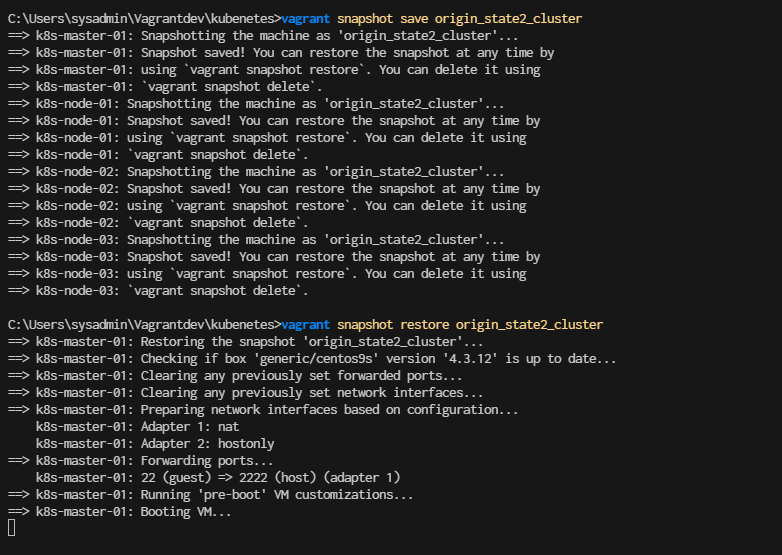 C:\Users\sysadmin\Vagrantdev\kubenetes>vagrant snapshot save origin_state2_cluster
==> k8s-master-01: Snapshotting the machine as 'origin_state2_cluster'...
==> k8s-master-01: Snapshot saved! You can restore the snapshot at any time by
==> k8s-master-01: using `vagrant snapshot restore`. You can delete it using
==> k8s-master-01: `vagrant snapshot delete`.
==> k8s-node-01: Snapshotting the machine as 'origin_state2_cluster'...
==> k8s-node-01: Snapshot saved! You can restore the snapshot at any time by
==> k8s-node-01: using `vagrant snapshot restore`. You can delete it using
==> k8s-node-01: `vagrant snapshot delete`.
==> k8s-node-02: Snapshotting the machine as 'origin_state2_cluster'...
==> k8s-node-02: Snapshot saved! You can restore the snapshot at any time by
==> k8s-node-02: using `vagrant snapshot restore`. You can delete it using
==> k8s-node-02: `vagrant snapshot delete`.
==> k8s-node-03: Snapshotting the machine as 'origin_state2_cluster'...
==> k8s-node-03: Snapshot saved! You can restore the snapshot at any time by
==> k8s-node-03: using `vagrant snapshot restore`. You can delete it using
==> k8s-node-03: `vagrant snapshot delete`.

C:\Users\sysadmin\Vagrantdev\kubenetes>vagrant snapshot restore origin_state2_cluster
==> k8s-master-01: Restoring the snapshot 'origin_state2_cluster'...
==> k8s-master-01: Checking if box 'generic/centos9s' version '4.3.12' is up to date...
==> k8s-master-01: Clearing any previously set forwarded ports...
==> k8s-master-01: Clearing any previously set network interfaces...
==> k8s-master-01: Preparing network interfaces based on configuration...
    k8s-master-01: Adapter 1: nat
    k8s-master-01: Adapter 2: hostonly
==> k8s-master-01: Forwarding ports...
    k8s-master-01: 22 (guest) => 2222 (host) (adapter 1)
==> k8s-master-01: Running 'pre-boot' VM customizations...
==> k8s-master-01: Booting VM...